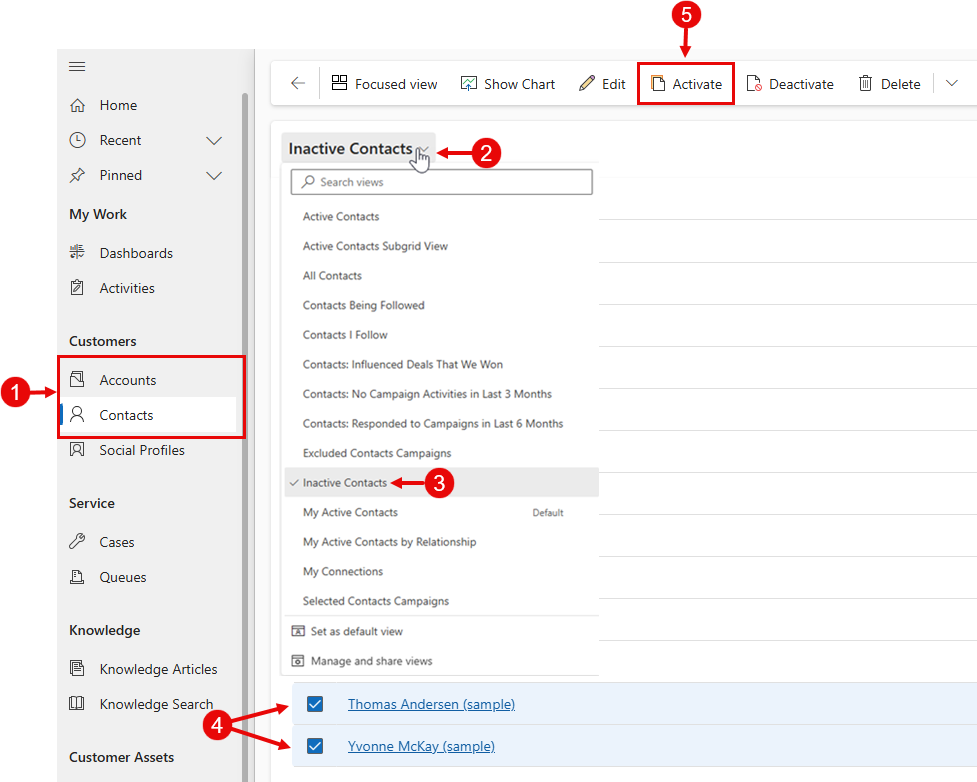 5
Focused view
Show Chart
Edit
Activate
Deactivate
Delete
Home
Recent
Pinned
My Work
Dashboards
Activities
Customers
1
Accounts
Contacts
Social Profiles
Service
Cases
Queues
Knowledge
Knowledge Articles
Knowledge Search
Customer Assets
Inactive Contacts
2
Search views
Active Contacts
Active Contacts Subgrid View
All Contacts
Contacts Being Followed
Contacts I Follow
Contacts: Influenced Deals That We Won
Contacts: No Campaign Activities in Last 3 Months
Contacts: Responded to Campaigns in Last 6 Months
Excluded Contacts Campaigns
Inactive Contacts
3
My Active Contacts Default
My Active Contacts by Relationship
My Connections
Selected Contacts Campaigns
Set as default view
Manage and share views
4
Thomas Andersen (sample)
Yvonne McKay (sample)